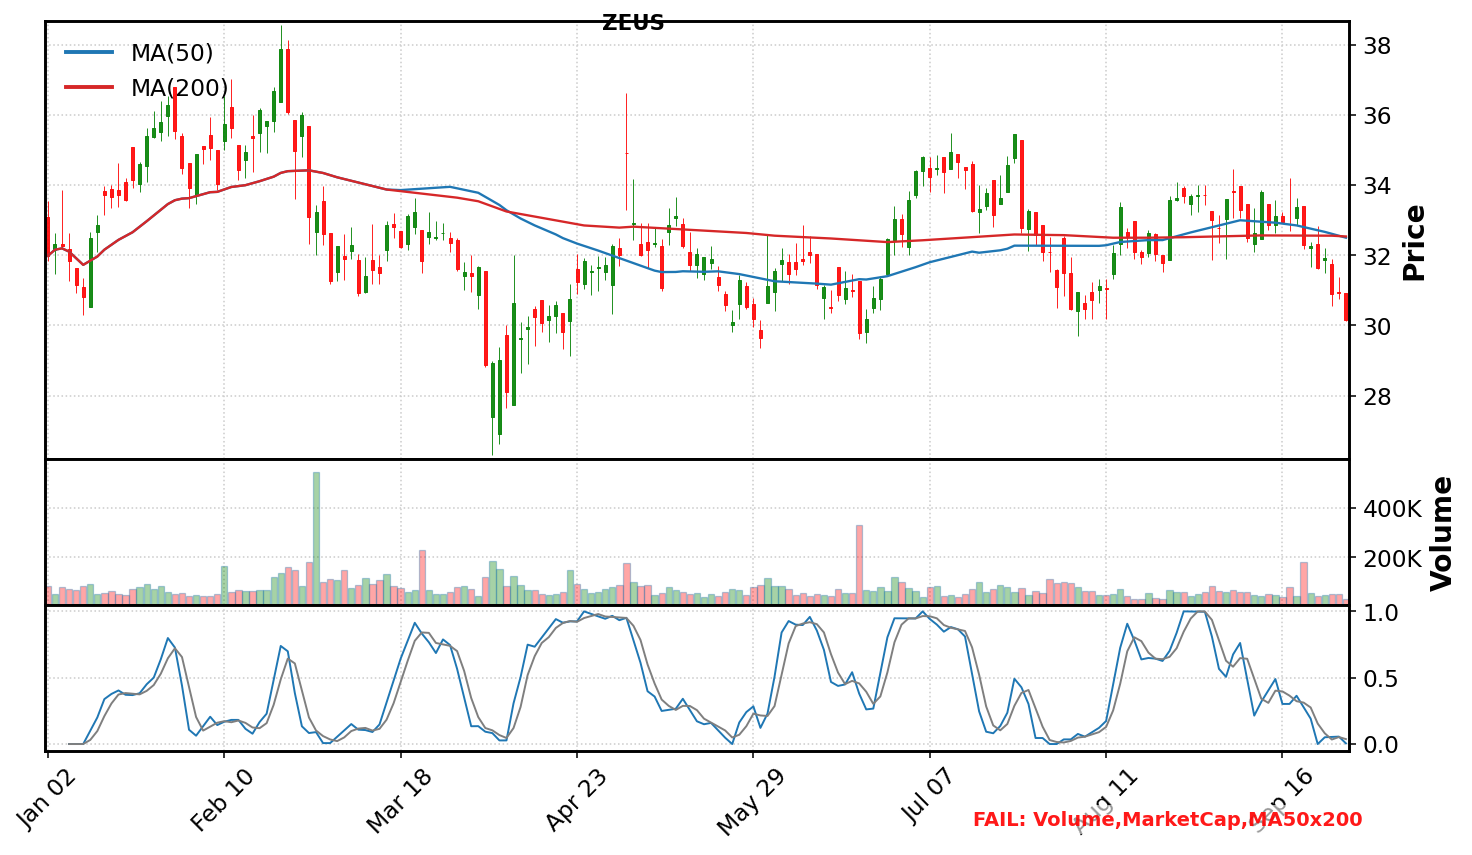 ZEUS
MA(50)
MA(200)
38
36
34
32
30
28
Price
400K
200K
Volume
1.0
0.5
0.0
Jan 02
Feb 10
Mar 18
Apr 23
May 29
Jul 07
Aug 11
Sep 16
FAIL: Volume,MarketCap,MA50x200